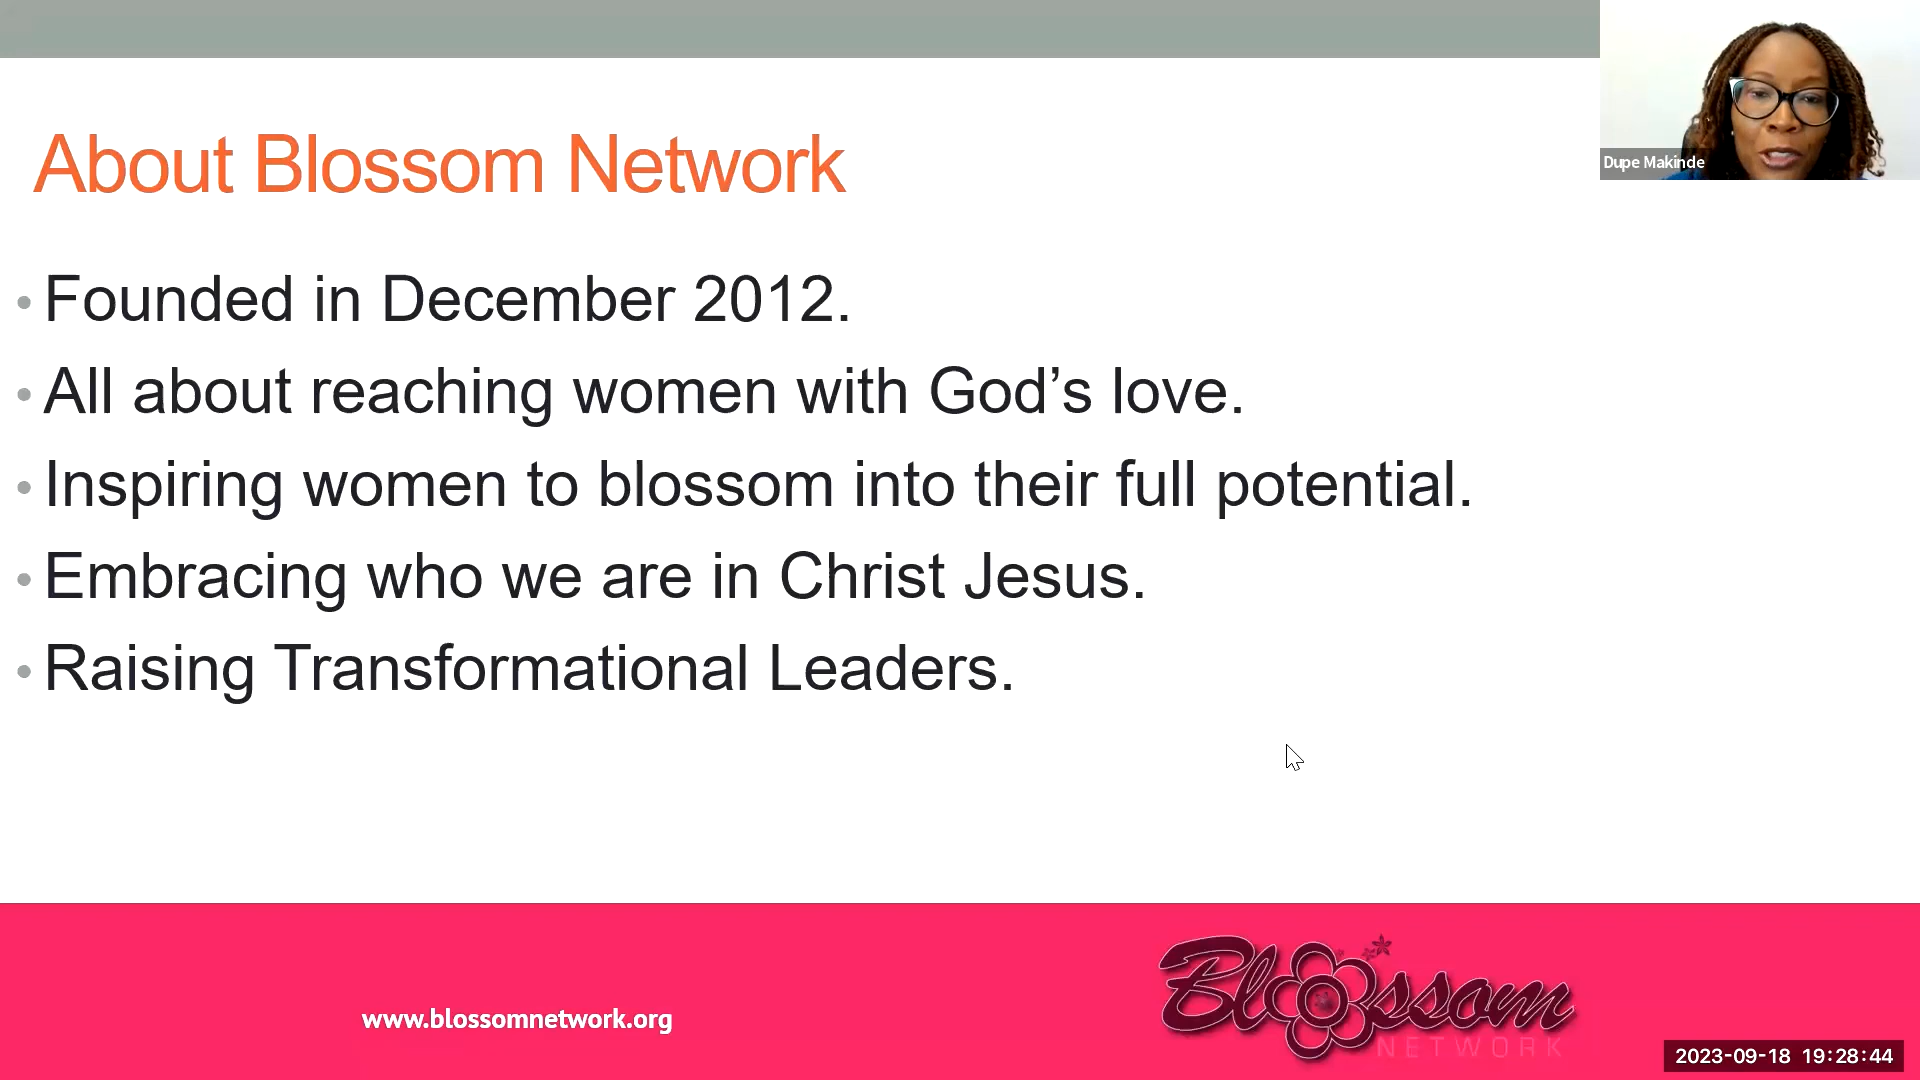 About Blossom Network
Dupe Makinde
• Founded in December 2012.
• All about reaching women with God’s love.
• Inspiring women to blossom into their full potential.
• Embracing who we are in Christ Jesus.
• Raising Transformational Leaders.
www.blossomnetwork.org
Blossom
NETWORK
2023-09-18 19:28:44